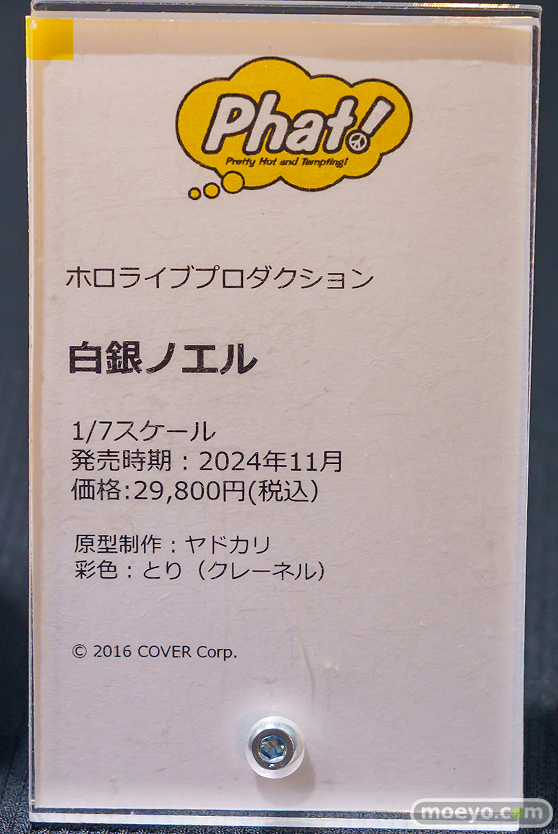 Phat!
Pretty Hot and Tempting!
ホロライブプロダクション
白銀ノエル
1/7スケール
発売時期：2024年11月
価格:29,800円(税込）
原型制作：ヤドカリ
彩色：とり（クレーネル）
© 2016 COVER Corp.
moeyo.com